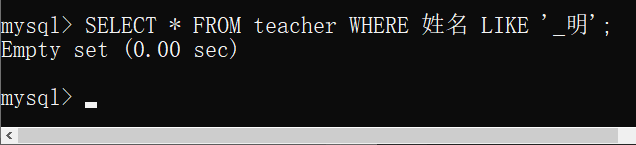 mysql> SELECT * FROM teacher WHERE 姓名 LIKE '_明';
Empty set (0.00 sec)
mysql>